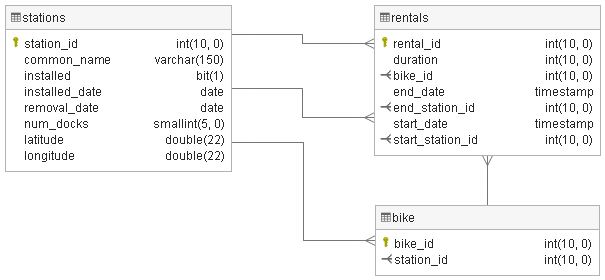 stations
station_id int(10, 0)
common_name varchar(150)
installed bit(1)
installed_date date
removal_date date
num_docks smallint(5, 0)
latitude double(22)
longitude double(22)
rentals
rental_id int(10, 0)
duration int(10, 0)
bike_id int(10, 0)
end_date timestamp
end_station_id int(10, 0)
start_date timestamp
start_station_id int(10, 0)
bike
bike_id int(10, 0)
station_id int(10, 0)